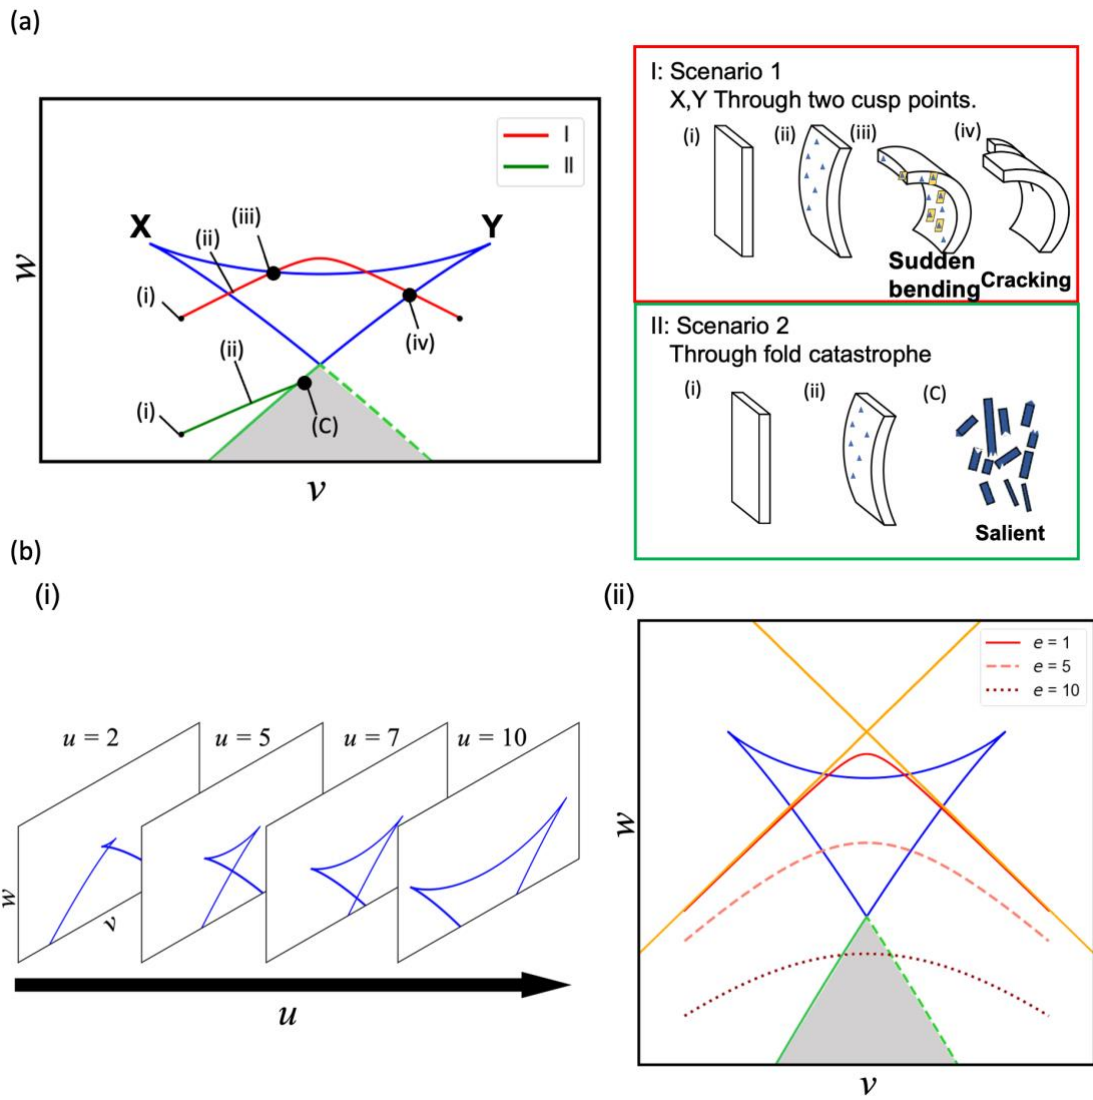 (a)
I
II
X
Y
(iii)
(ii)
(i)
(iv)
(ii)
(i)
(C)
w
v
I: Scenario 1
X,Y Through two cusp points.
(i)
(ii)
(iii)
(iv)
Sudden
bending
Cracking
II: Scenario 2
Through fold catastrophe
(i)
(ii)
(C)
Salient
(b)
(i)
u = 2
u = 5
u = 7
u = 10
w
v
u
(ii)
e = 1
e = 5
e = 10
w
v